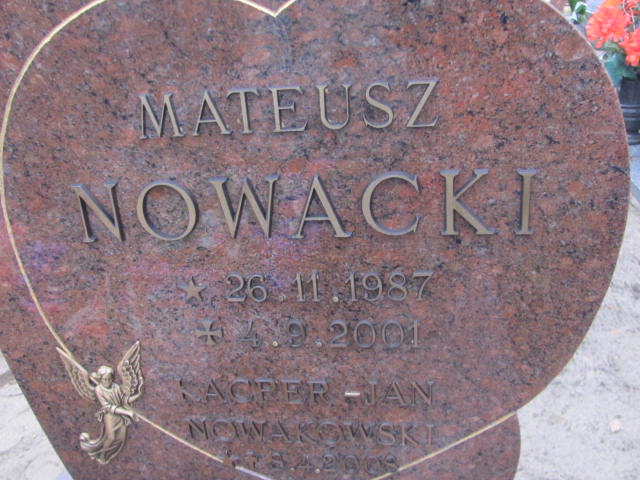 MATEUSZ
NOWACKI
26.11.1987
4.9.2001
KACPER-JAN
NOWAKOWSKI